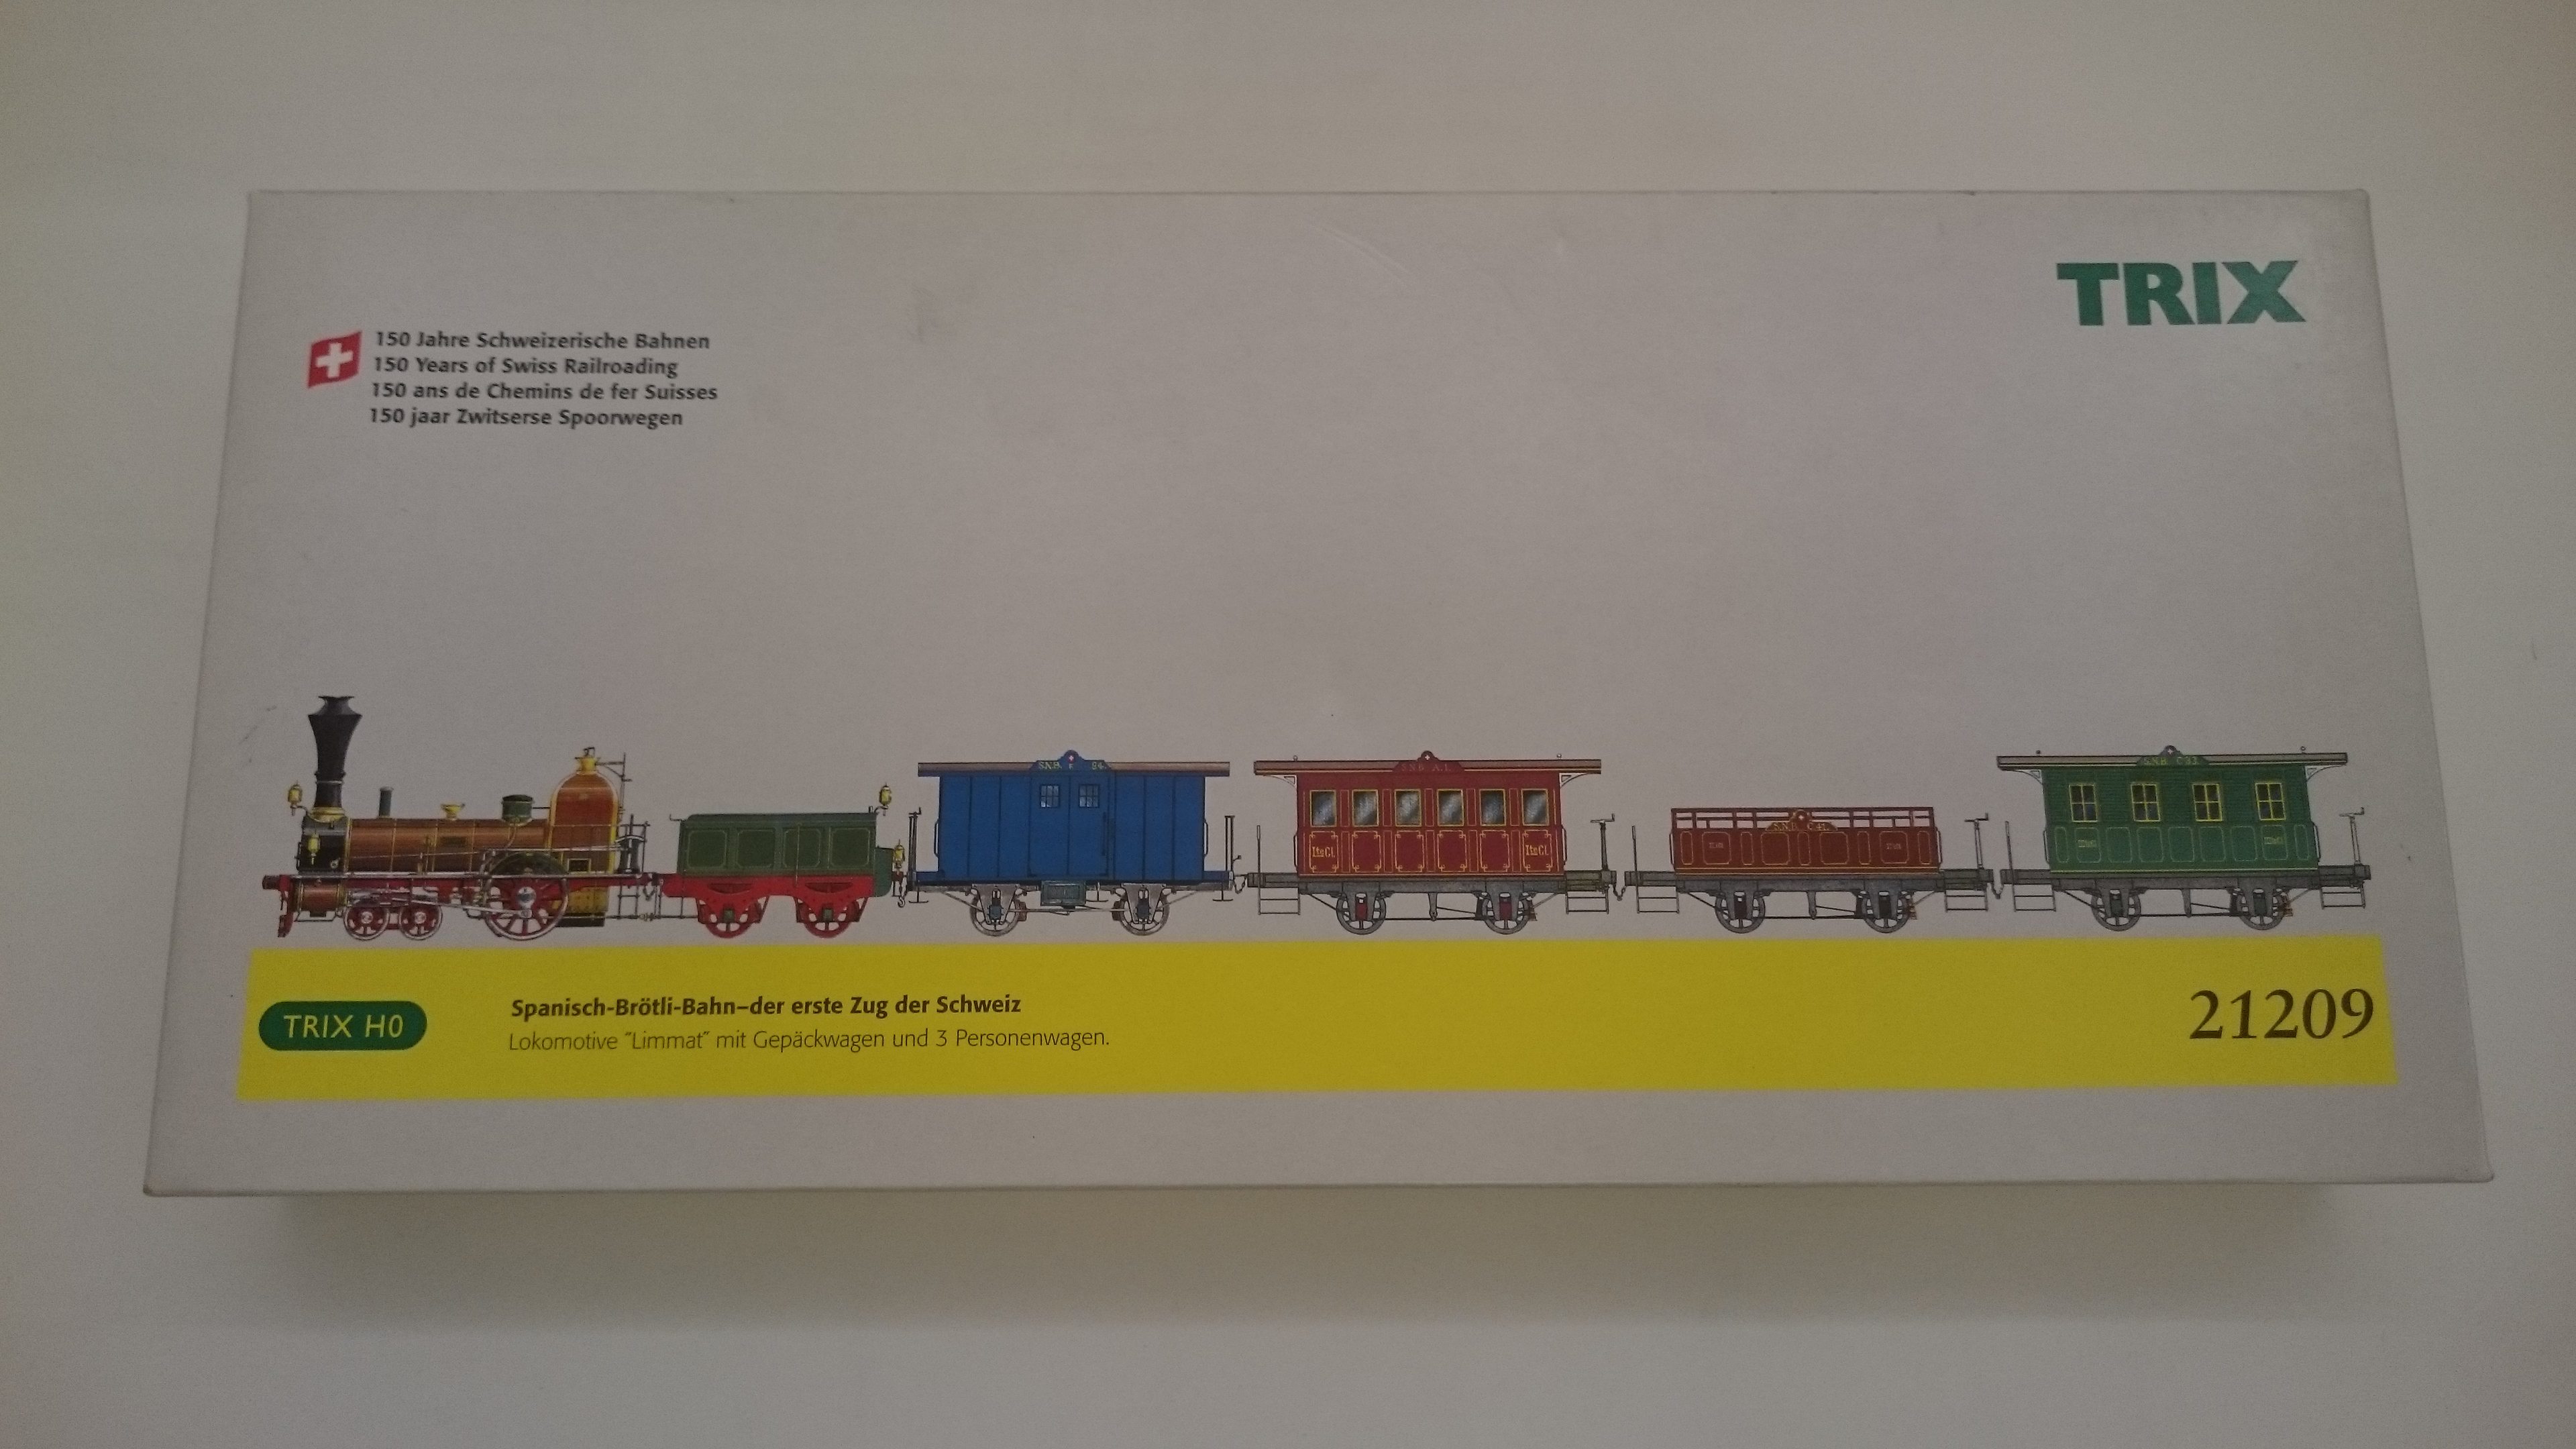 TRIX
150 Jahre Schweizerische Bahnen
150 Years of Swiss Railroading
150 ans de Chemins de fer Suisses
150 jaar Zwitserse Spoorwegen
TRIX H0
Spanisch-Brötli-Bahn–der erste Zug der Schweiz
Lokomotive "Limmat" mit Gepäckwagen und 3 Personenwagen.
21209